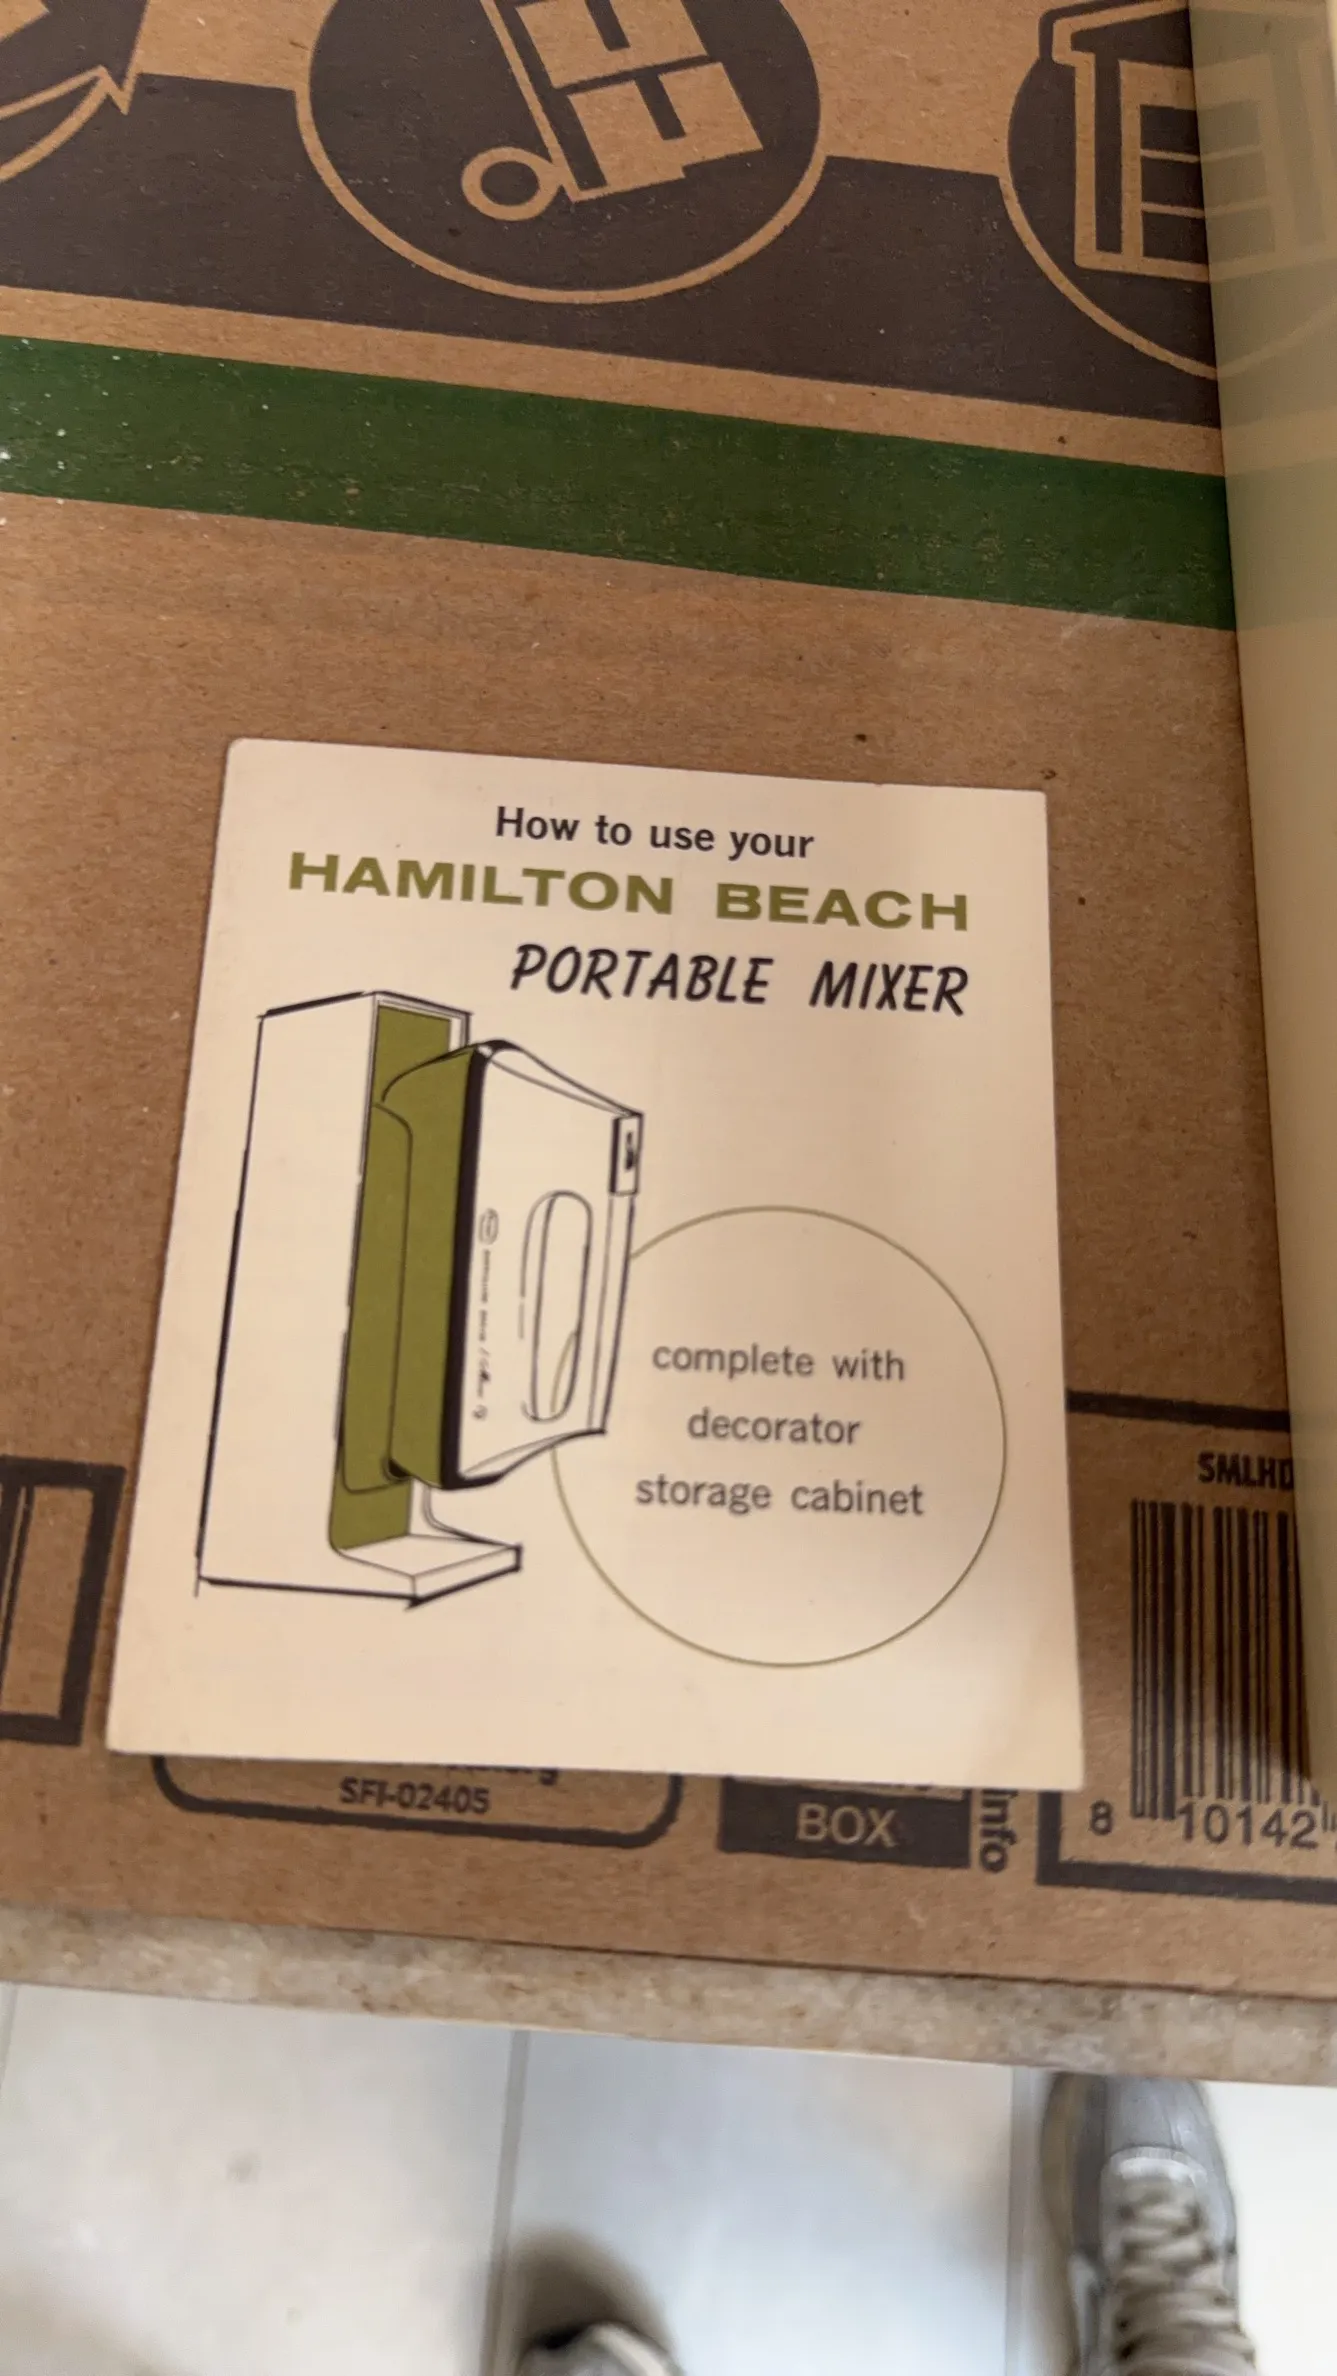 How to use your
HAMILTON BEACH
PORTABLE MIXER
complete with
decorator
storage cabinet
SFI-02405
BOX
info
8 10142